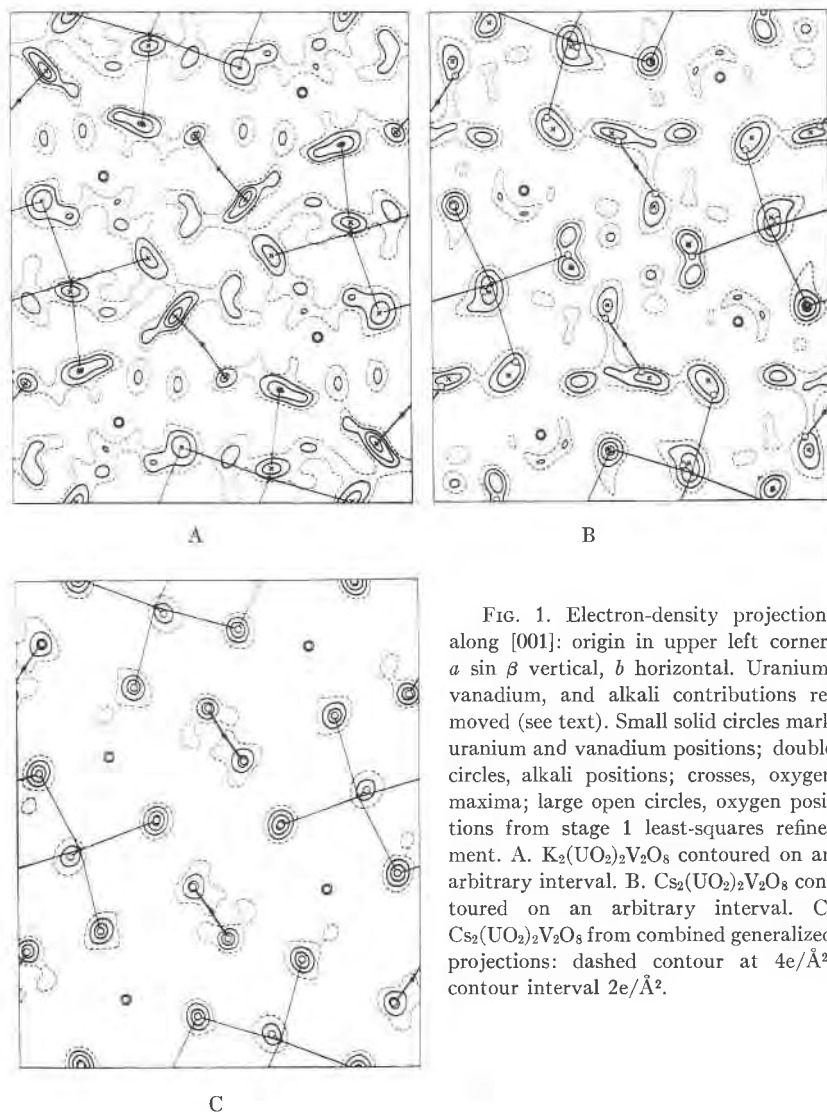 A
B
FIG. 1. Electron-density projection
along [001]: origin in upper left corner
a sin β vertical, b horizontal. Uranium
vanadium, and alkali contributions re
moved (see text). Small solid circles mark
uranium and vanadium positions; double
circles, alkali positions; crosses, oxygen
maxima; large open circles, oxygen posi
tions from stage 1 least-squares refine
ment. A. K₂(UO₂)₂V₂O₈ contoured on an
arbitrary interval. B. Cs₂(UO₂)₂V₂O₈ con
toured on an arbitrary interval. C
Cs₂(UO₂)₂V₂O₈ from combined generalized
projections: dashed contour at 4e/Å²
contour interval 2e/Å².
C